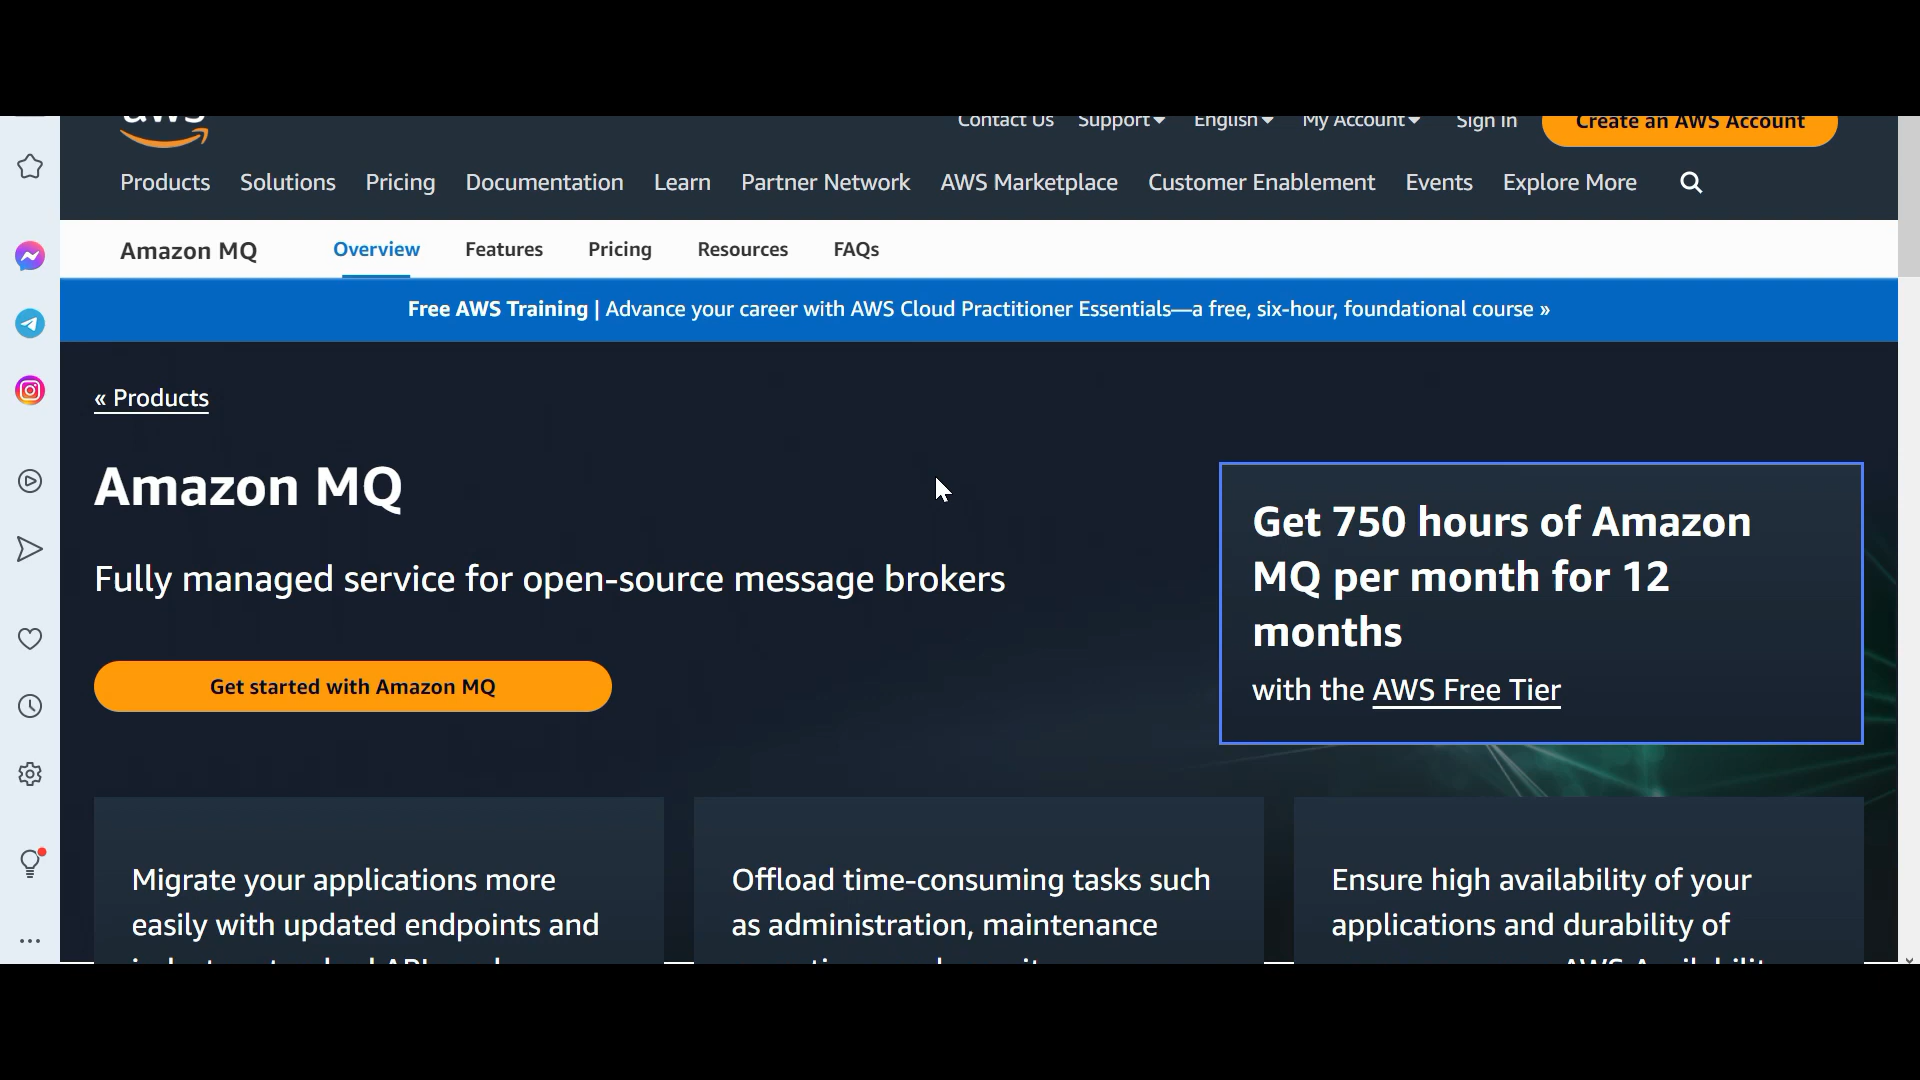 aws
Contact Us Support English My Account Sign In Create an AWS Account
Products Solutions Pricing Documentation Learn Partner Network AWS Marketplace Customer Enablement Events Explore More
Amazon MQ Overview Features Pricing Resources FAQs
Free AWS Training | Advance your career with AWS Cloud Practitioner Essentials—a free, six-hour, foundational course »
« Products
Amazon MQ
Fully managed service for open-source message brokers
Get started with Amazon MQ
Get 750 hours of Amazon
MQ per month for 12
months
with the AWS Free Tier
Migrate your applications more
easily with updated endpoints and
Offload time-consuming tasks such
as administration, maintenance
Ensure high availability of your
applications and durability of